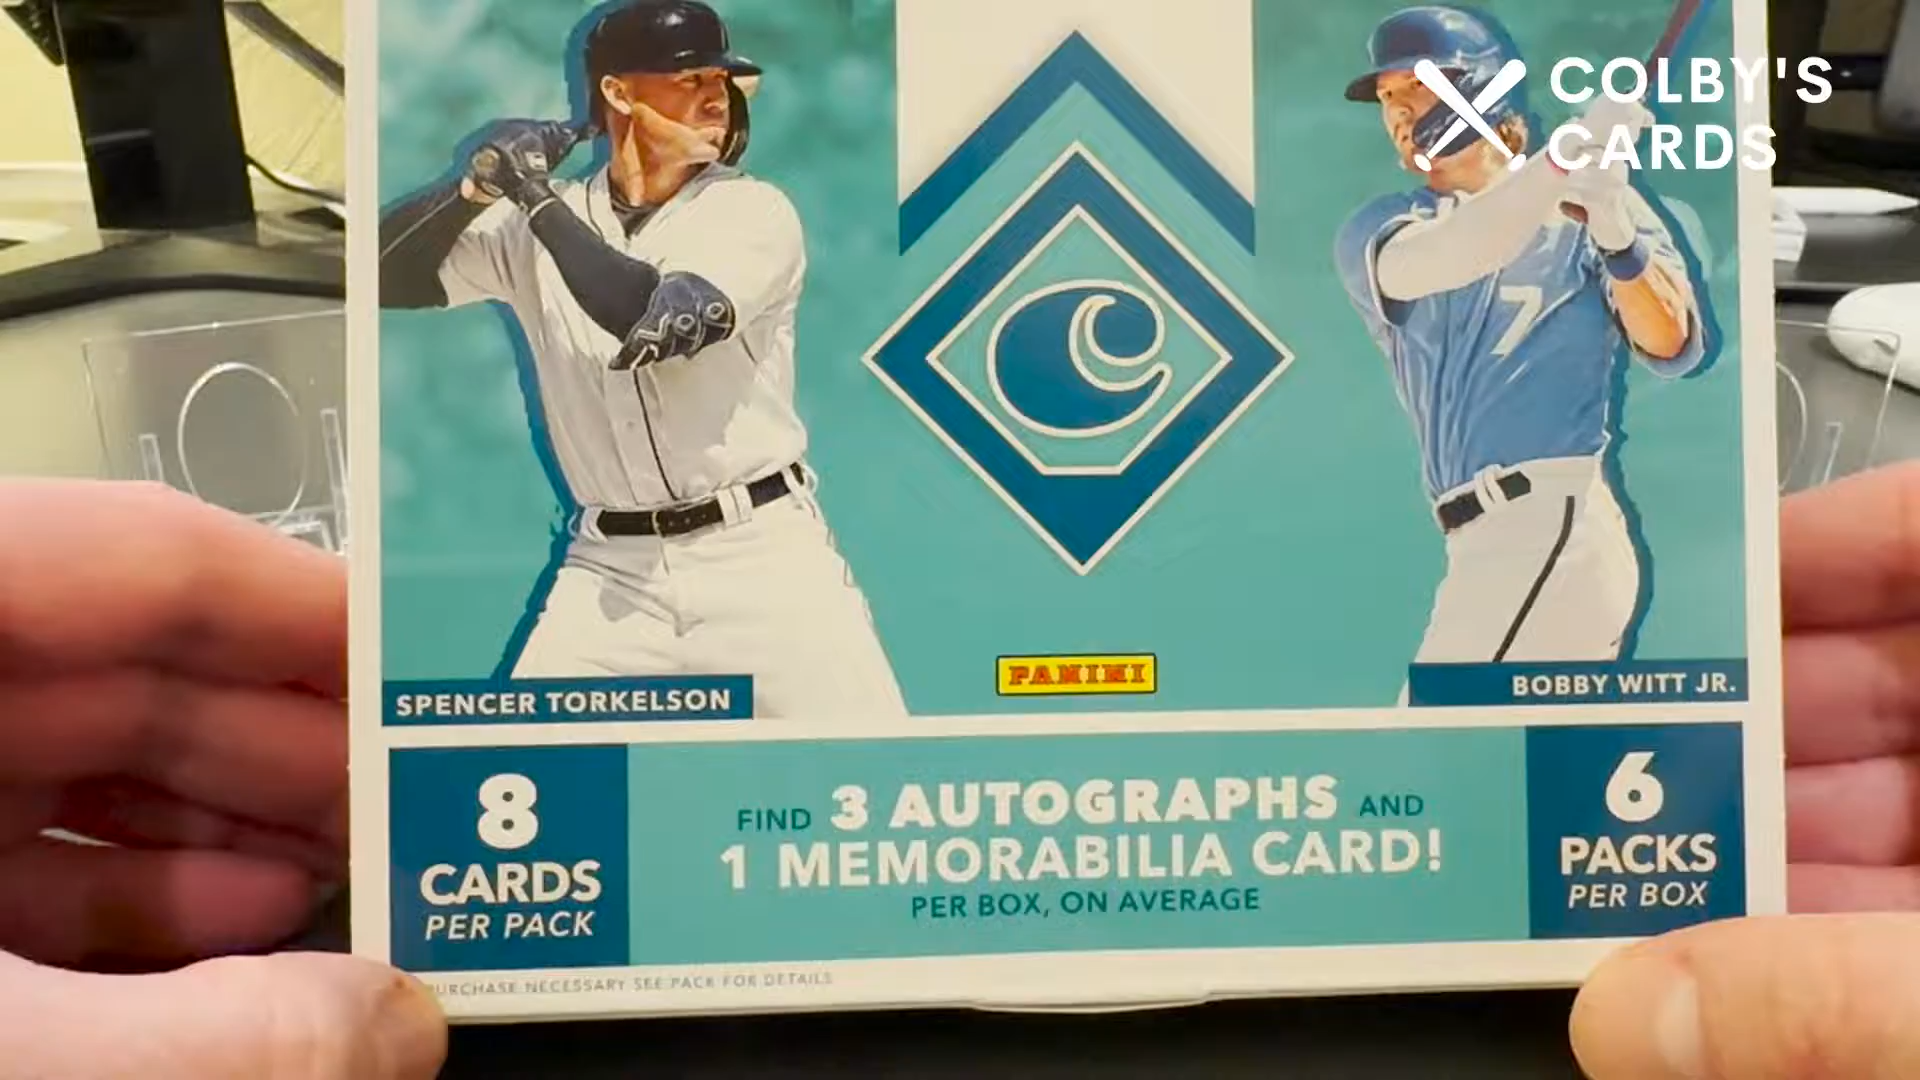 COLBY'S
CARDS
7
PANINI
SPENCER TORKELSON
BOBBY WITT JR.
8
CARDS
PER PACK
FIND 3 AUTOGRAPHS AND
1 MEMORABILIA CARD!
PER BOX, ON AVERAGE
6
PACKS
PER BOX
PURCHASE NECESSARY SEE PACK FOR DETAILS